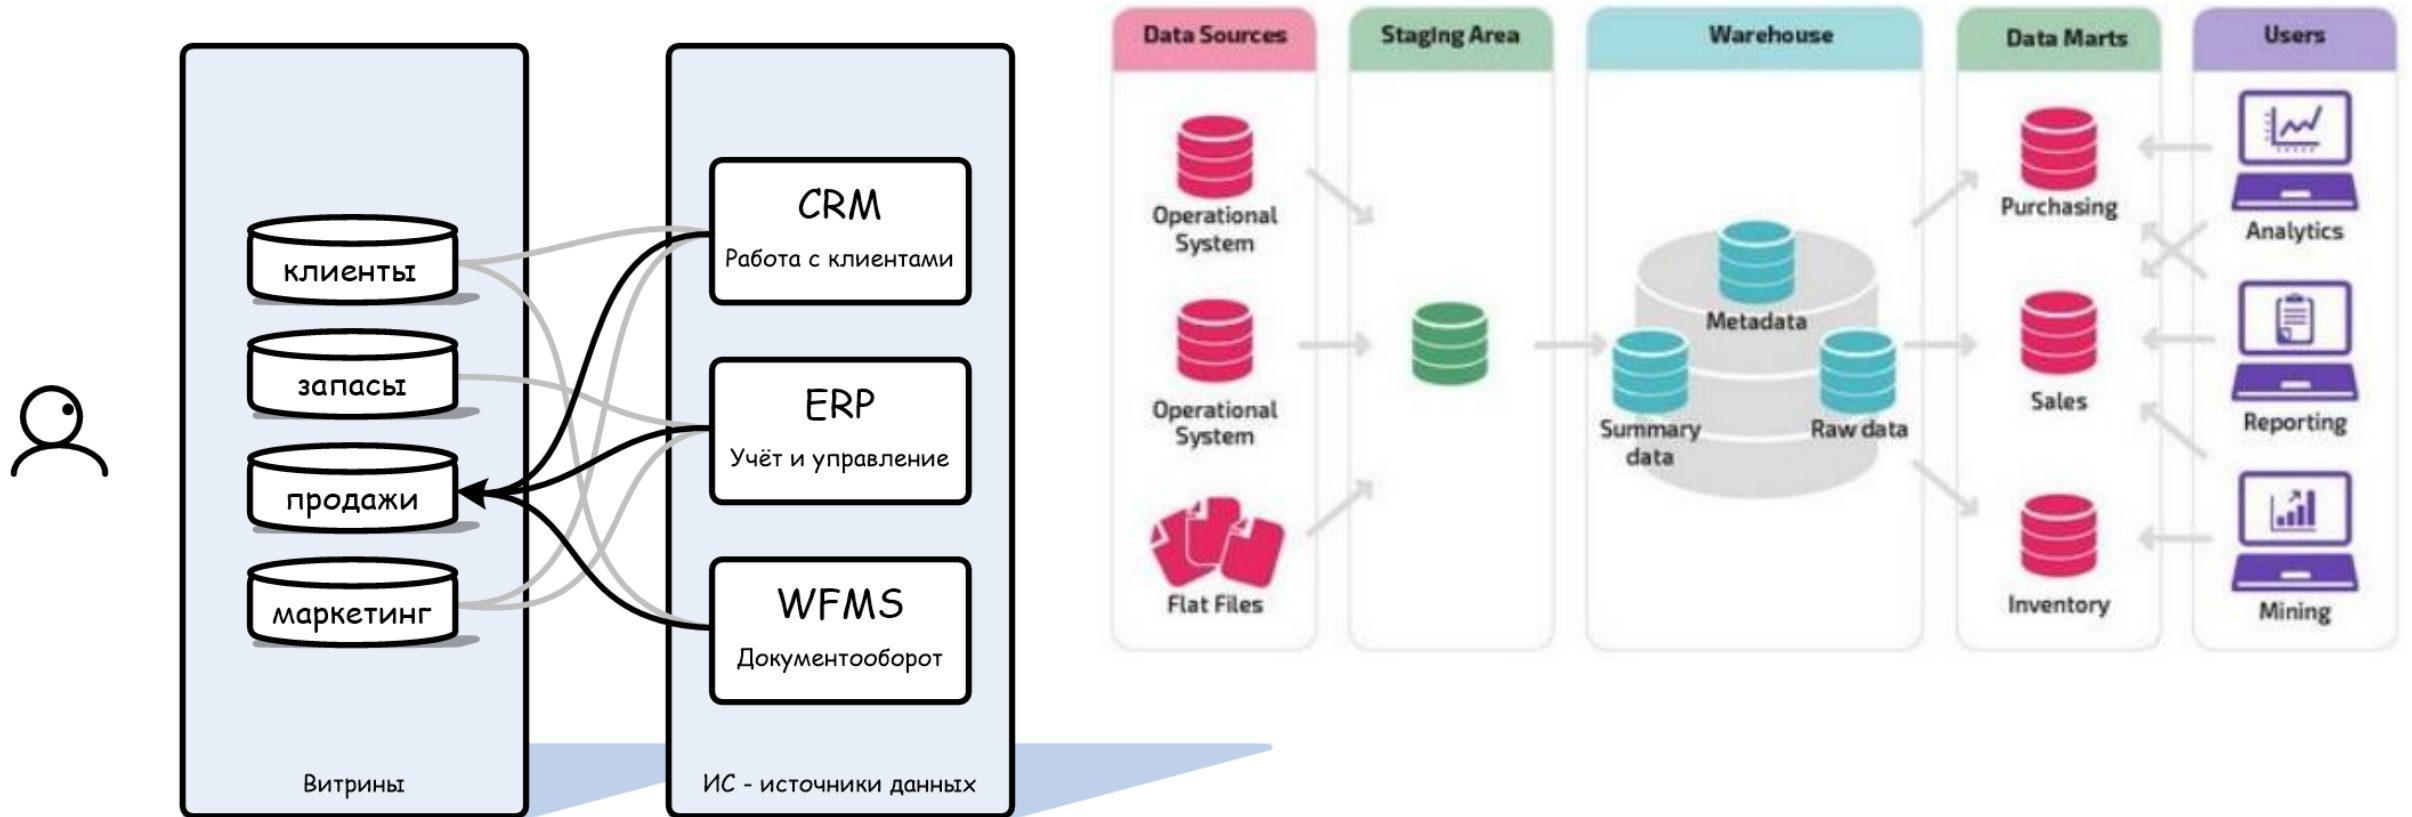 клиенты
запасы
продажи
маркетинг
Витрины
CRM
Работа с клиентами
ERP
Учёт и управление
WFMS
Документооборот
ИС - источники данных
Data Sources
Operational
System
Operational
System
Flat Files
Staging Area
Warehouse
Metadata
Summary
data
Raw data
Data Marts
Purchasing
Sales
Inventory
Users
Analytics
Reporting
Mining